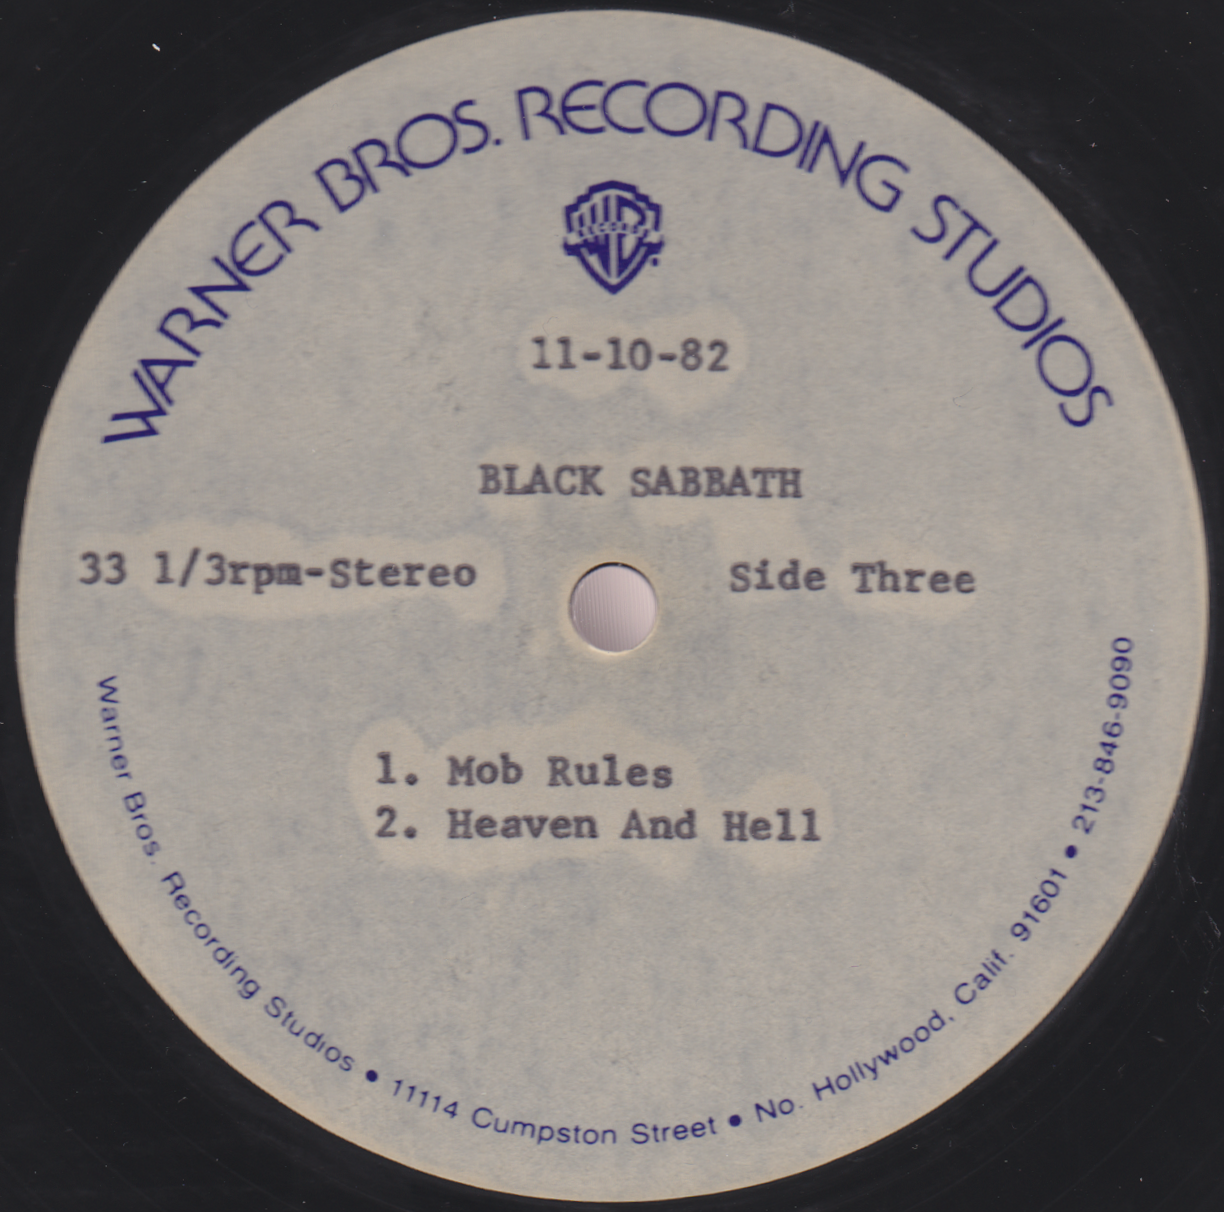 WARNER BROS. RECORDING STUDIOS
RECORDS
11-10-82
BLACK SABBATH
33 1/3rpm-Stereo
Side Three
1. Mob Rules
2. Heaven And Hell
Warner Bros. Recording Studios • 11114 Cumpston Street • No. Hollywood, Calif. 91601 • 213-846-9090